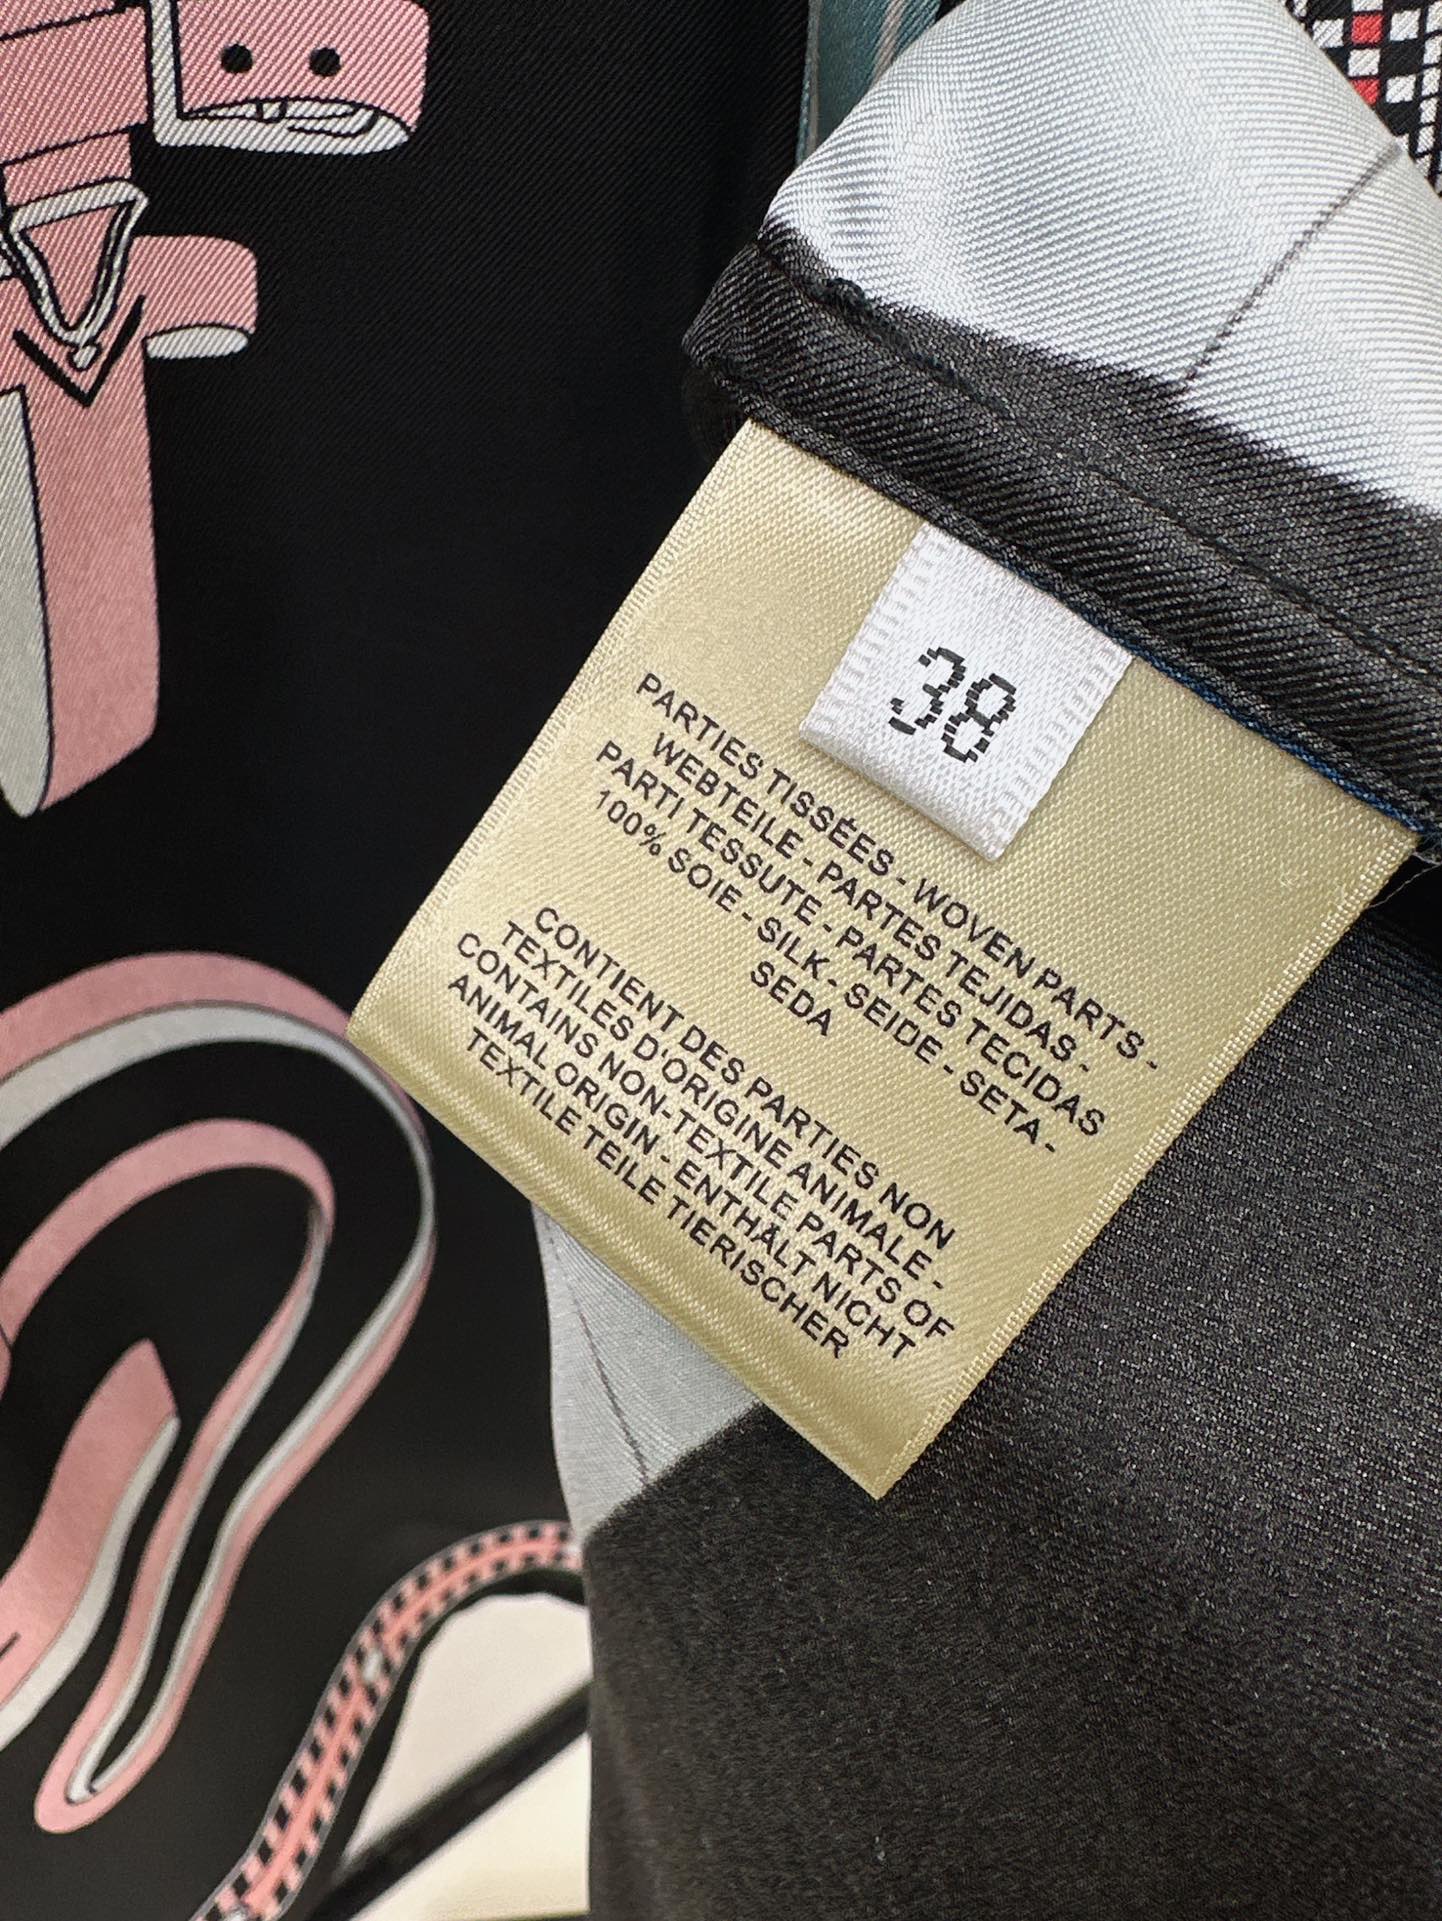 38
PARTIES TISSÉES - WOVEN PARTS -
WEBTEILE - PARTES TEJIDAS -
PARTI TESSUTE - PARTES TECIDAS
100% SOIE - SILK - SEIDE - SETA -
SEDA
CONTIENT DES PARTIES NON
TEXTILES D'ORIGINE ANIMALE -
CONTAINS NON-TEXTILE PARTS OF
ANIMAL ORIGIN - ENTHÄLT NICHT
TEXTILE TEILE TIERISCHER